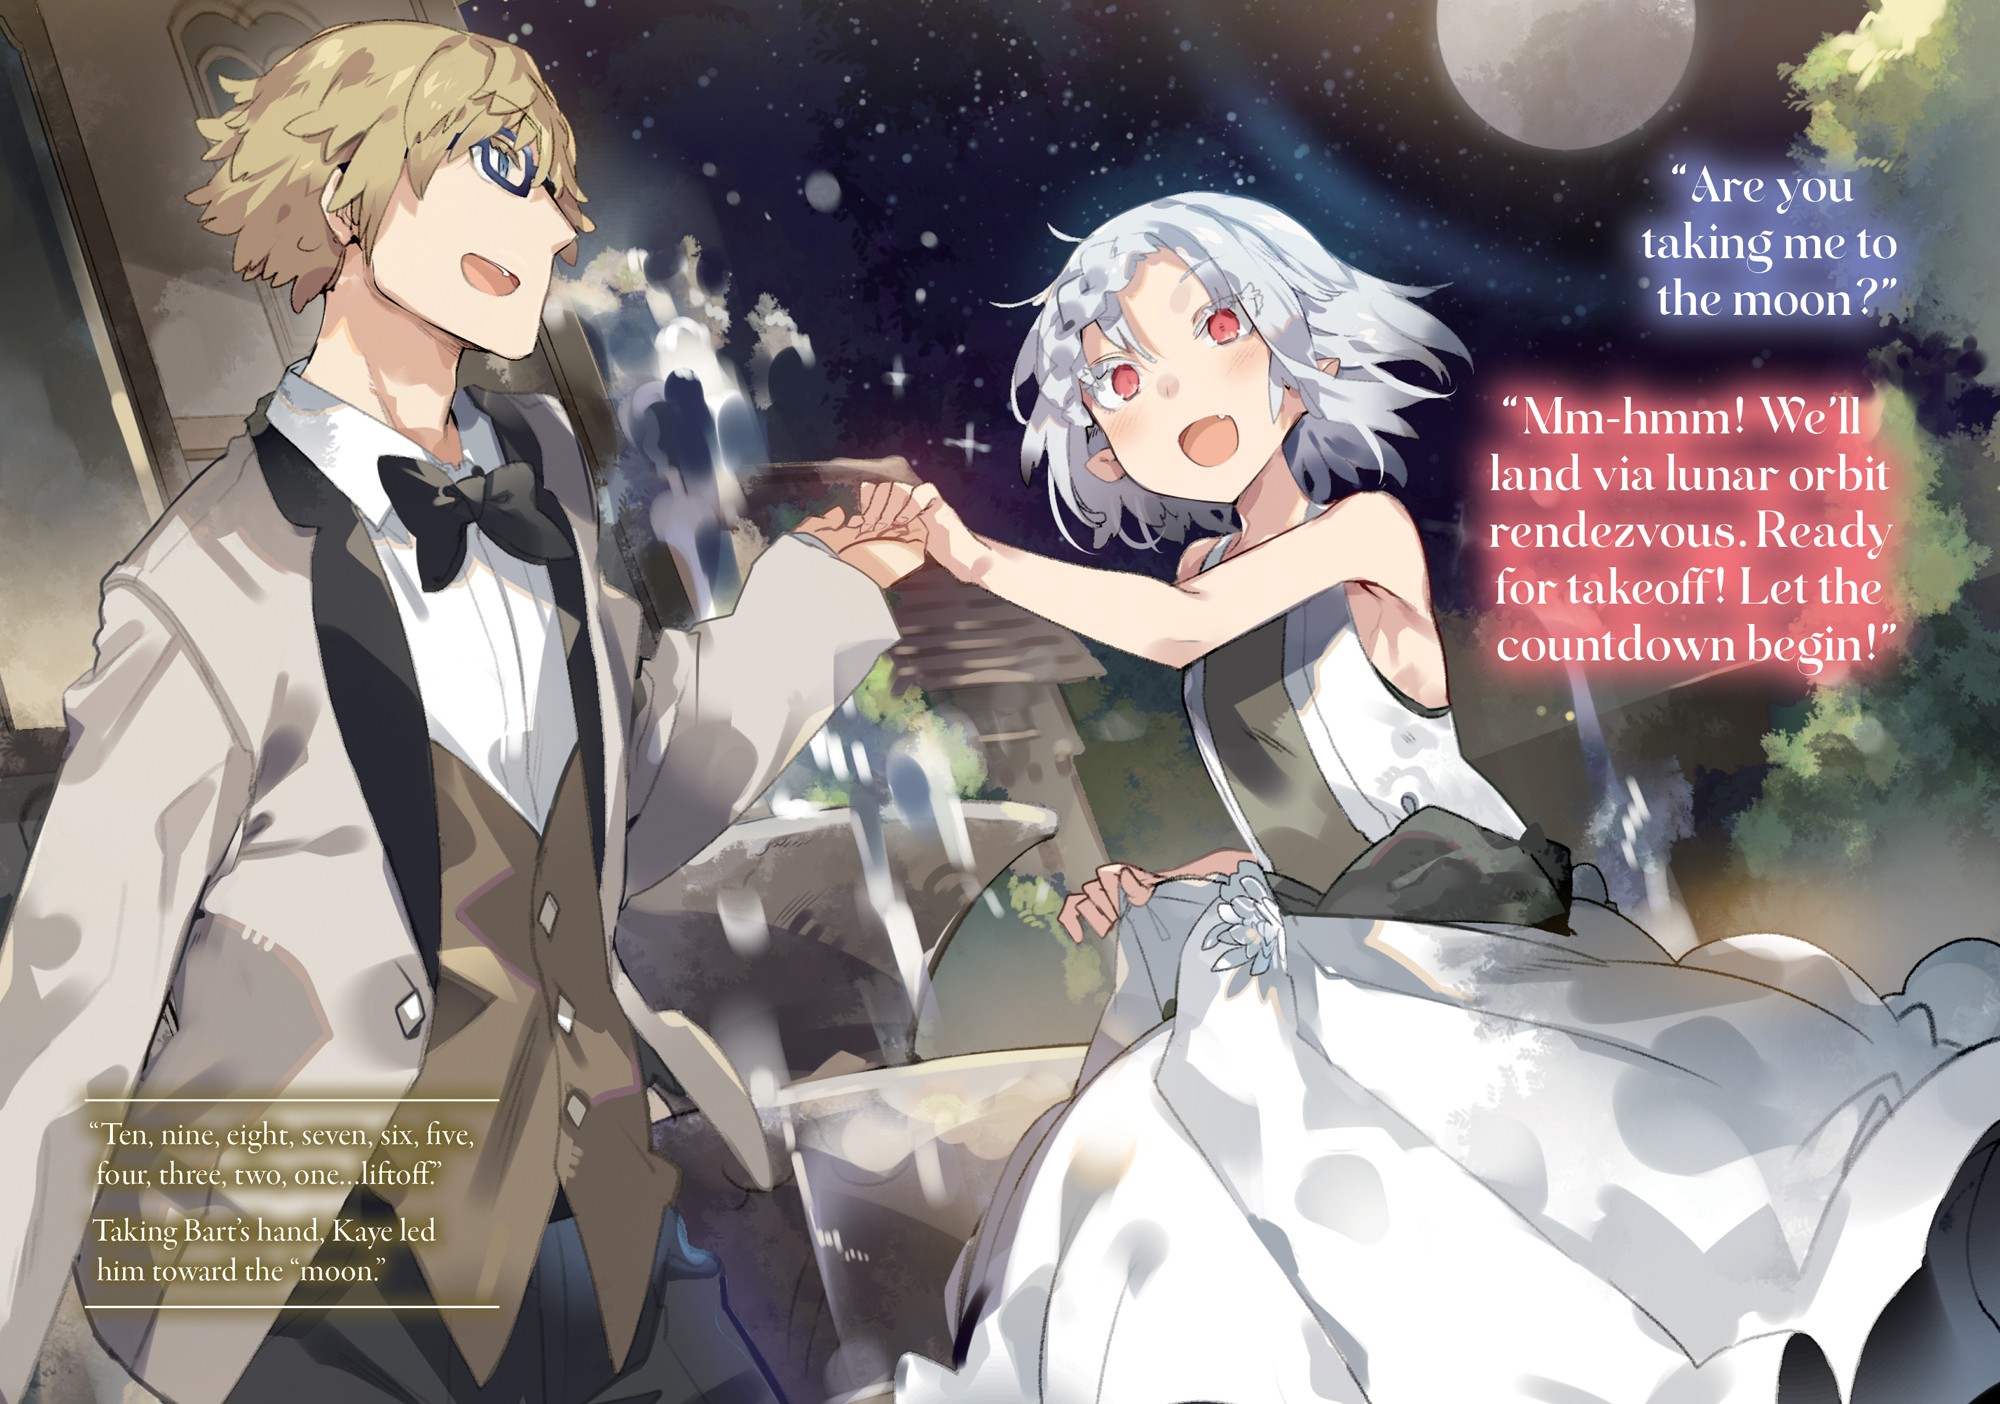 “Are you
taking me to
the moon?”
“Mm-hmm! We’ll
land via lunar orbit
rendezvous. Ready
for takeoff! Let the
countdown begin!”
“Ten, nine, eight, seven, six, five,
four, three, two, one...liftoff.”
Taking Bart’s hand, Kaye led
him toward the “moon.”